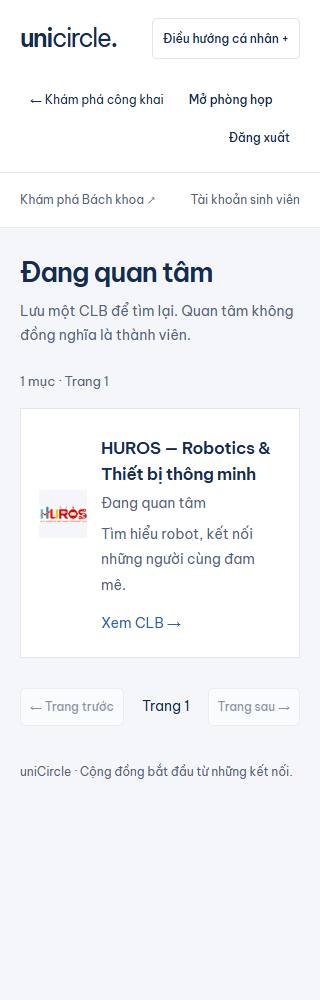 unicircle.
Điều hướng cá nhân +
← Khám phá công khai
Mở phòng họp
Đăng xuất
Khám phá Bách khoa ↗
Tài khoản sinh viên
Đang quan tâm
Lưu một CLB để tìm lại. Quan tâm không
đồng nghĩa là thành viên.
1 mục · Trang 1
HUROS
HUROS — Robotics &
Thiết bị thông minh
Đang quan tâm
Tìm hiểu robot, kết nối
những người cùng đam
mê.
Xem CLB →
← Trang trước
Trang 1
Trang sau →
uniCircle · Cộng đồng bắt đầu từ những kết nối.